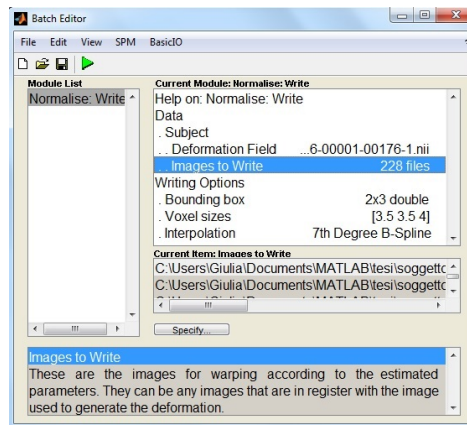 Batch Editor
File Edit View SPM BasicIO
Module List
Normalise: Write
Current Module: Normalise: Write
Help on: Normalise: Write
Data
. Subject
. . Deformation Field ...6-00001-00176-1.nii
. . Images to Write 228 files
Writing Options
. Bounding box 2x3 double
. Voxel sizes [3.5 3.5 4]
. Interpolation 7th Degree B-Spline
Current Item: Images to Write
C:\Users\Giulia\Documents\MATLAB\tesi\soggetto
C:\Users\Giulia\Documents\MATLAB\tesi\soggetto
Specify...
Images to Write
These are the images for warping according to the estimated
parameters. They can be any images that are in register with the image
used to generate the deformation.